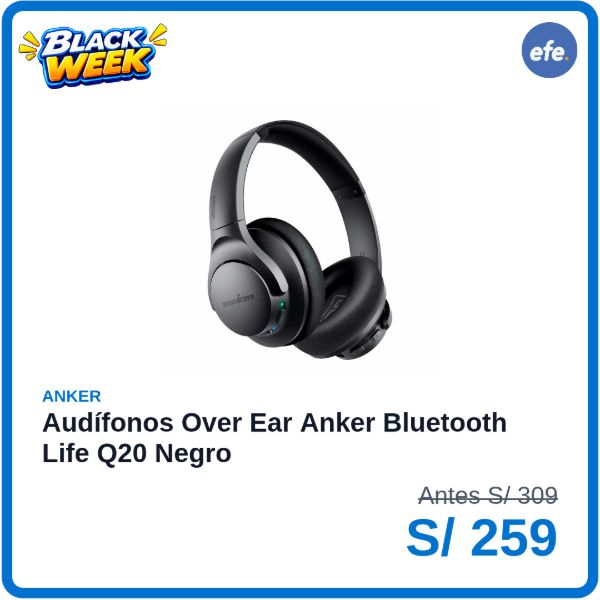 BLACK
WEEK
efe.
soundcore
ANKER
Audífonos Over Ear Anker Bluetooth
Life Q20 Negro
Antes S/ 309
S/ 259